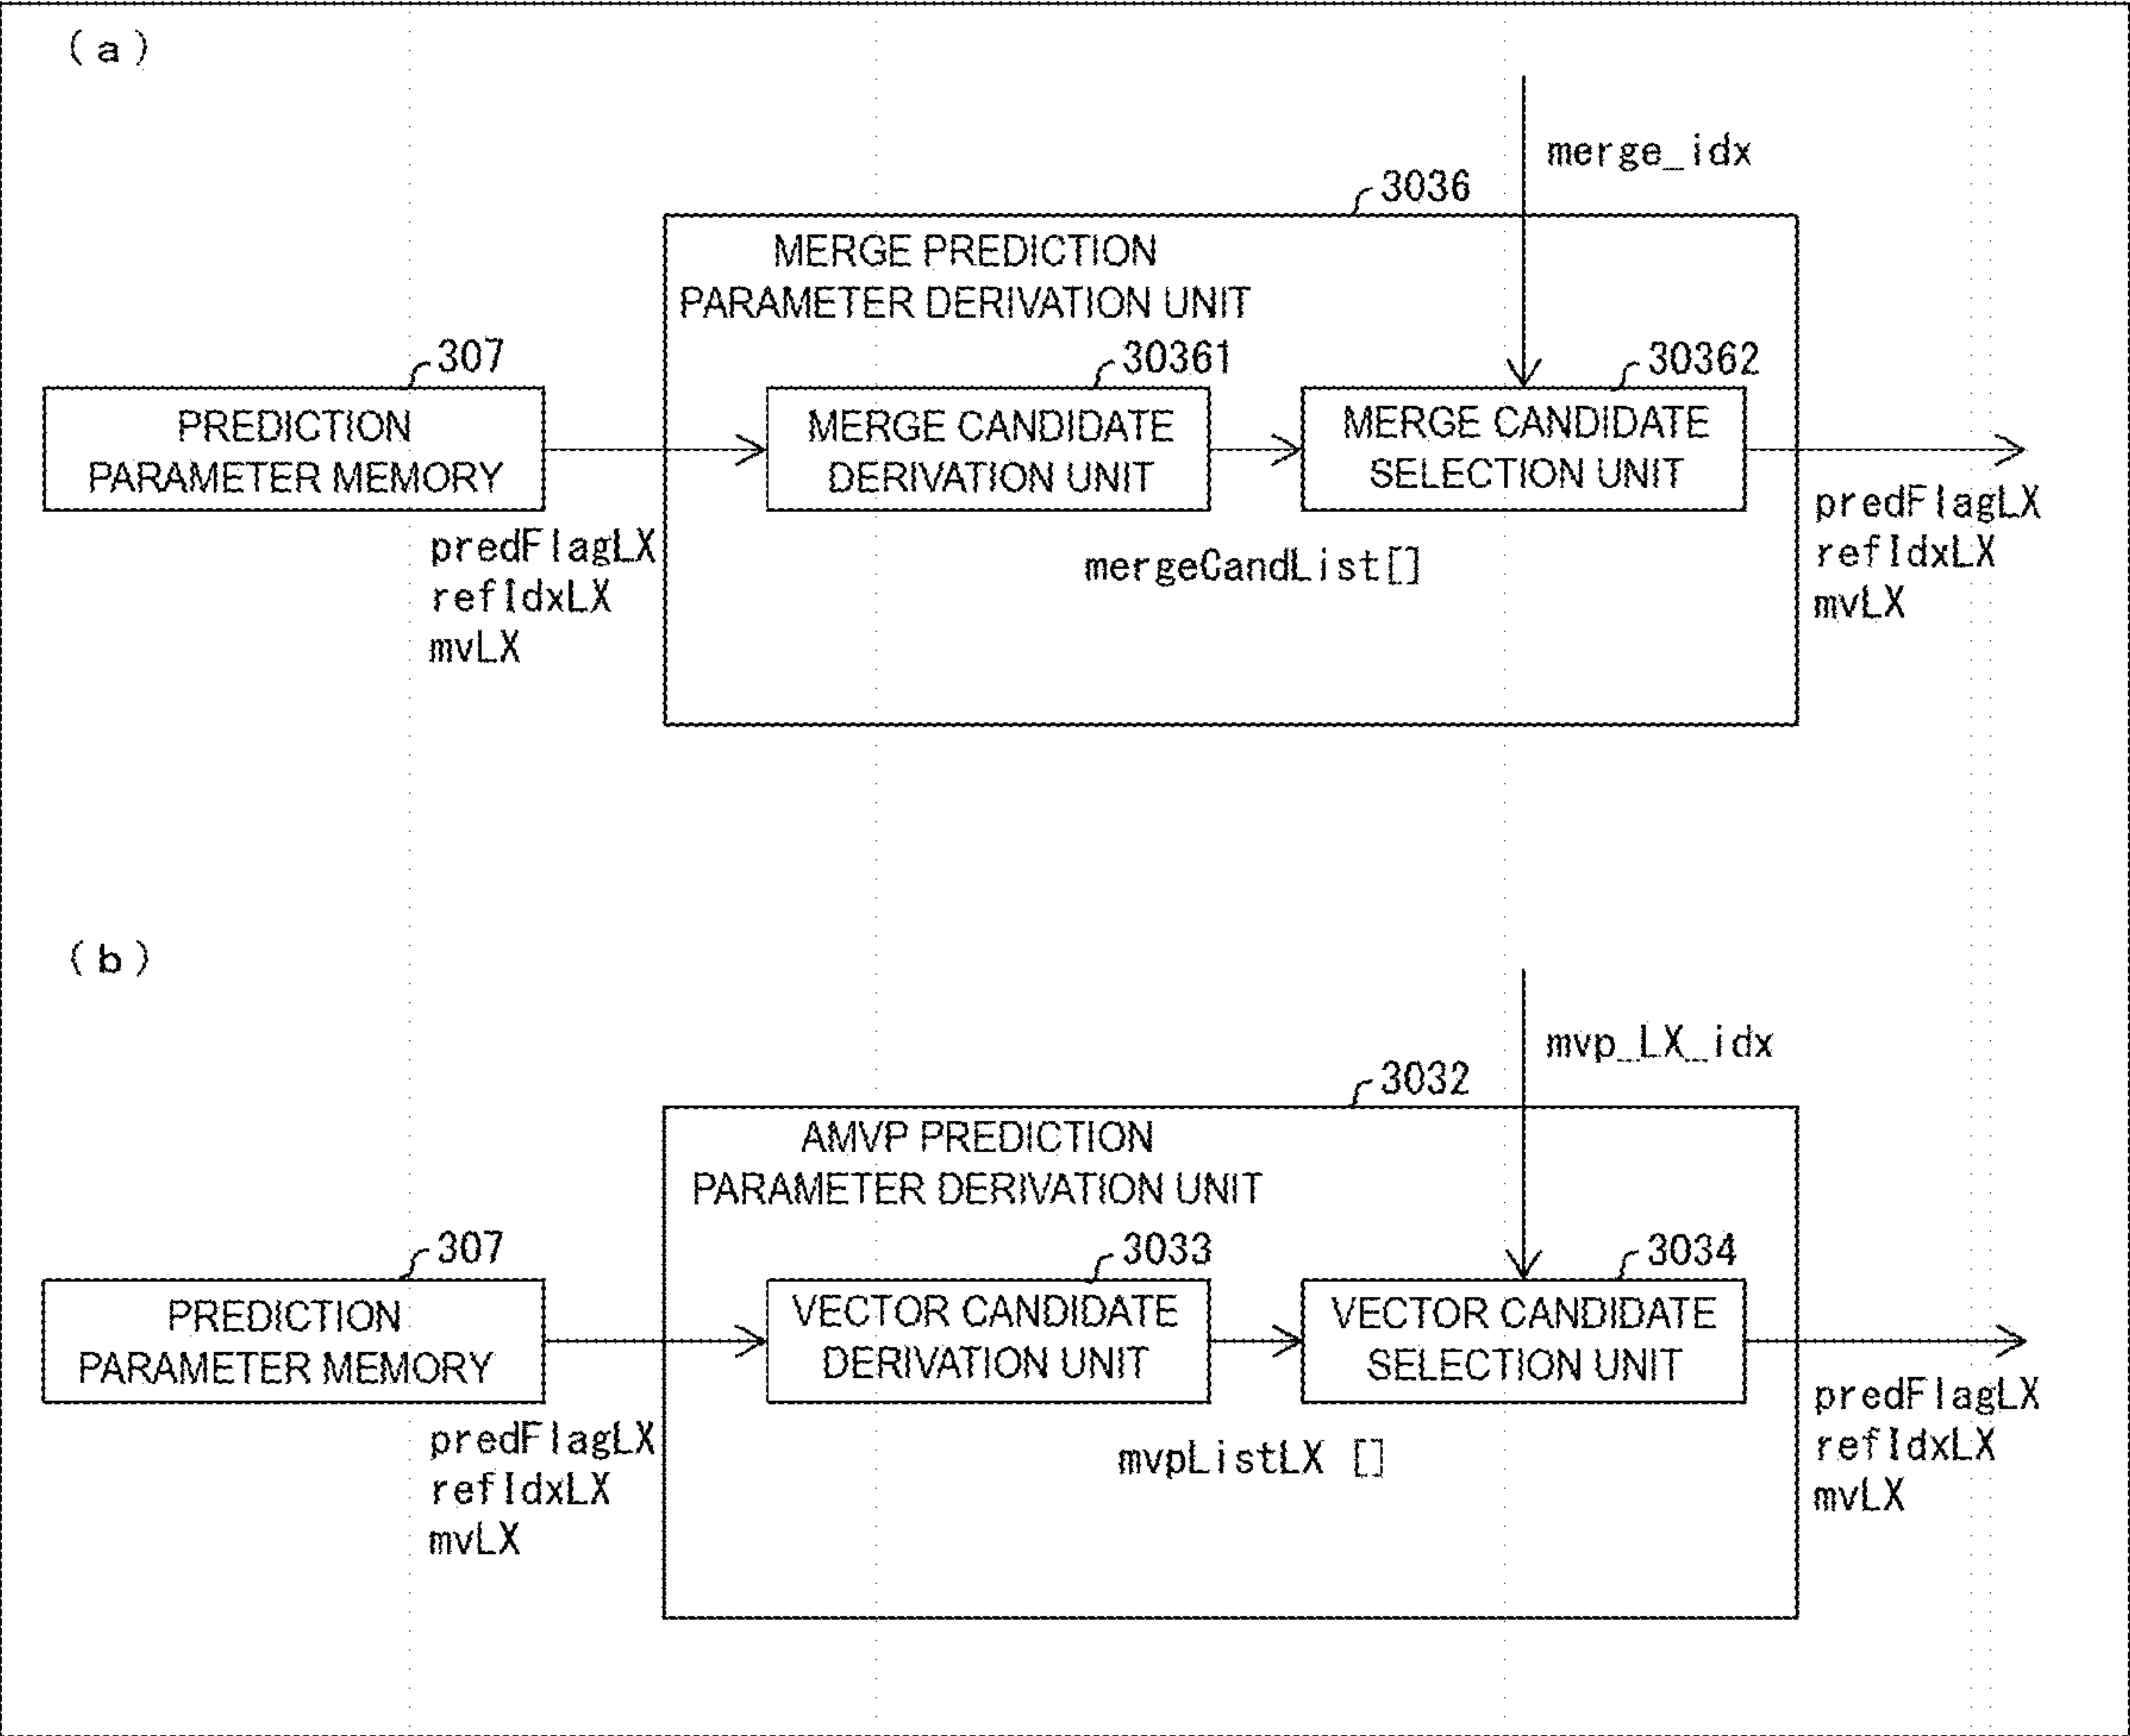 (a)
merge_idx
3036
MERGE PREDICTION
PARAMETER DERIVATION UNIT
307
30361
30362
PREDICTION
PARAMETER MEMORY
MERGE CANDIDATE
DERIVATION UNIT
MERGE CANDIDATE
SELECTION UNIT
predFlagLX
refIdxLX
mvLX
mergeCandList[]
predFlagLX
refIdxLX
mvLX
(b)
mvp_LX_idx
3032
AMVP PREDICTION
PARAMETER DERIVATION UNIT
307
3033
3034
PREDICTION
PARAMETER MEMORY
VECTOR CANDIDATE
DERIVATION UNIT
VECTOR CANDIDATE
SELECTION UNIT
predFlagLX
refIdxLX
mvLX
mvpListLX []
predFlagLX
refIdxLX
mvLX